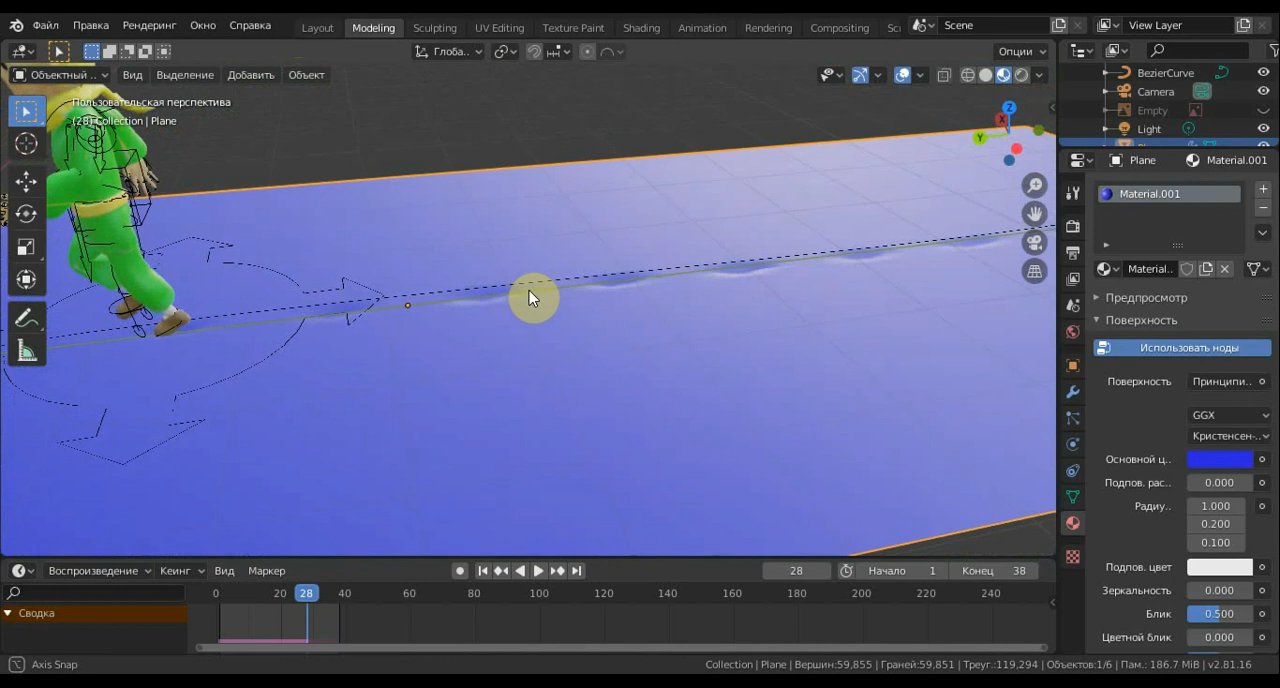 Файл Правка Рендеринг Окно Справка Layout Modeling Sculpting UV Editing Texture Paint Shading Animation Rendering Compositing Sc Scene View Layer
Глоба.. Опции
Объектный .. Вид Выделение Добавить Объект
Пользовательская перспектива
(28) Collection | Plane
Z
X
Y
BezierCurve
Camera
Empty
Light
Plane Material.001
Material.001
Material..
Предпросмотр
Поверхность
Использовать ноды
Поверхность Принципи..
GGX
Кристенсен-..
Основной ц..
Подпов. рас.. 0.000
Радиу.. 1.000
0.200
0.100
Подпов. цвет
Зеркальность 0.000
Блик 0.500
Цветной блик 0.000
Воспроизведение Кеинг Вид Маркер 28 Начало 1 Конец 38
0 20 28 40 60 80 100 120 140 160 180 200 220 240
Сводка
Axis Snap Collection | Plane | Вершин:59,855 | Граней:59,851 | Треуг.:119,294 | Объектов:1/6 | Пам.: 186.7 MiB | v2.81.16